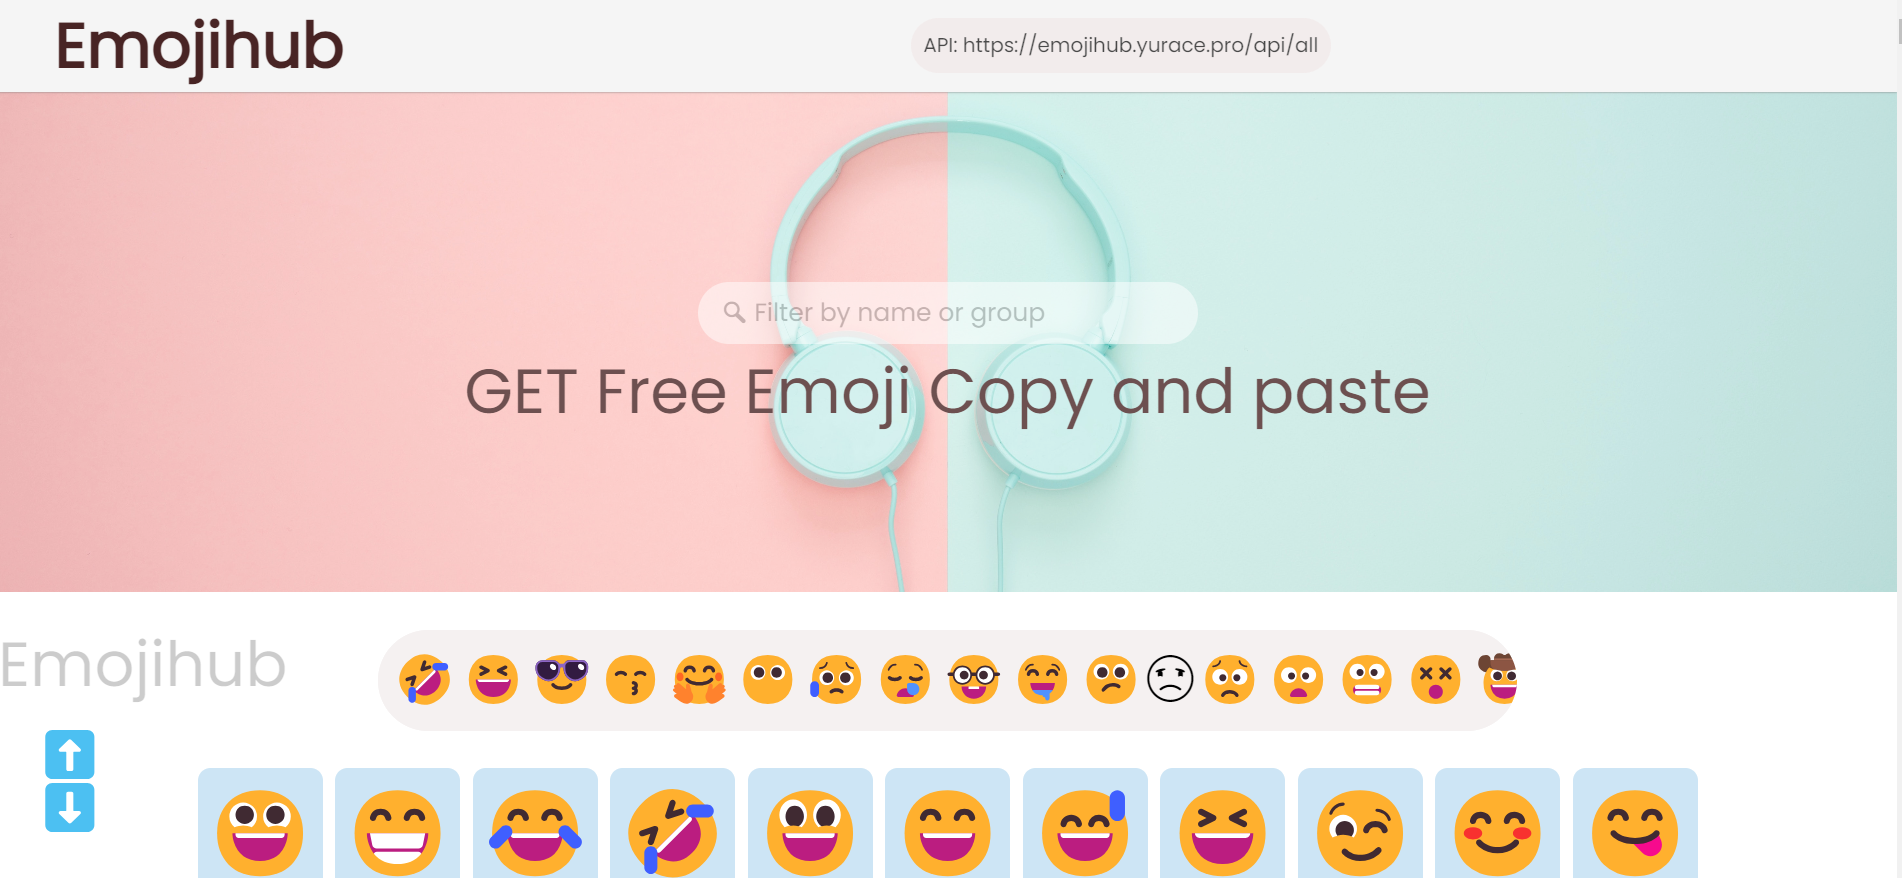 Emojihub
API: https://emojihub.yurace.pro/api/all
Filter by name or group
GET Free Emoji Copy and paste
Emojihub